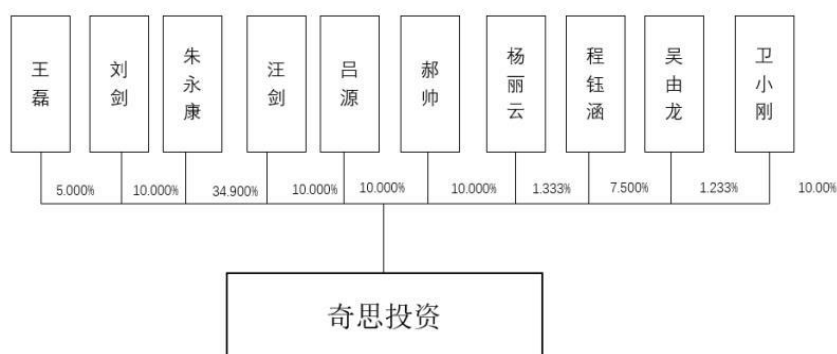 王磊
刘剑
朱永康
汪剑
吕源
郝帅
杨丽云
程钰涵
吴由龙
卫小刚
5.000%
10.000%
34.900%
10.000%
10.000%
10.000%
1.333%
7.500%
1.233%
10.00%
奇思投资